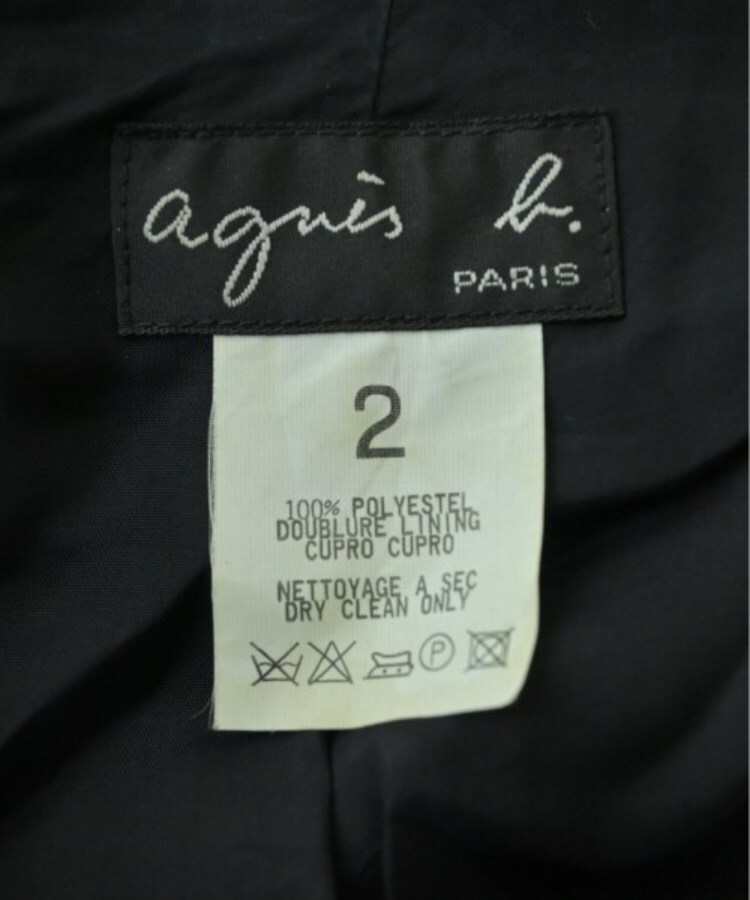 agnès b.
PARIS
2
100% POLYESTEL
DOUBLURE LINING
CUPRO CUPRO
NETTOYAGE A SEC
DRY CLEAN ONLY
P